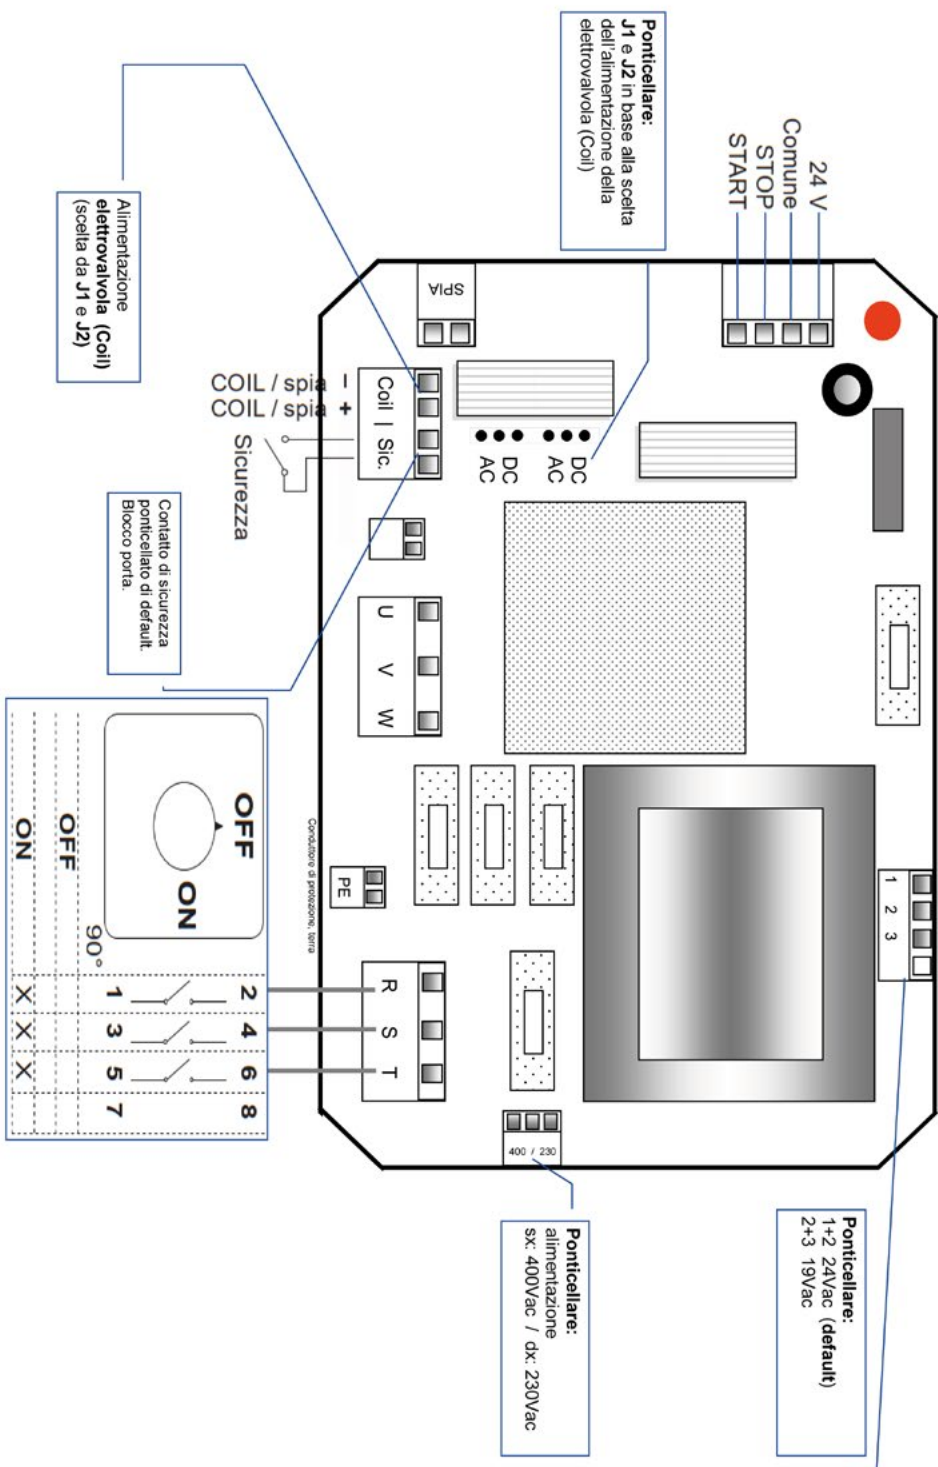 Ponticellare:
J1 e J2 in base alla scelta
dell'alimentazione della
elettrovalvola (Coil)
24 V
Comune
STOP
START
Alimentazione
elettrovalvola (Coil)
(scelta da J1 e J2)
SPIA
COIL / spia -
COIL / spia +
Coil | Sic.
Sicurezza
DC
AC
DC
AC
Contatto di sicurezza
ponticellato di default.
Blocco porta.
U V W
PE
Conduttore di protezione, terra
R S T
1 2 3
400 / 230
Ponticellare:
1+2 24Vac (default)
2+3 19Vac
Ponticellare:
alimentazione
sx: 400Vac / dx: 230Vac
OFF
ON
90°
2 4 6 8
1 3 5 7
OFF
ON X X X